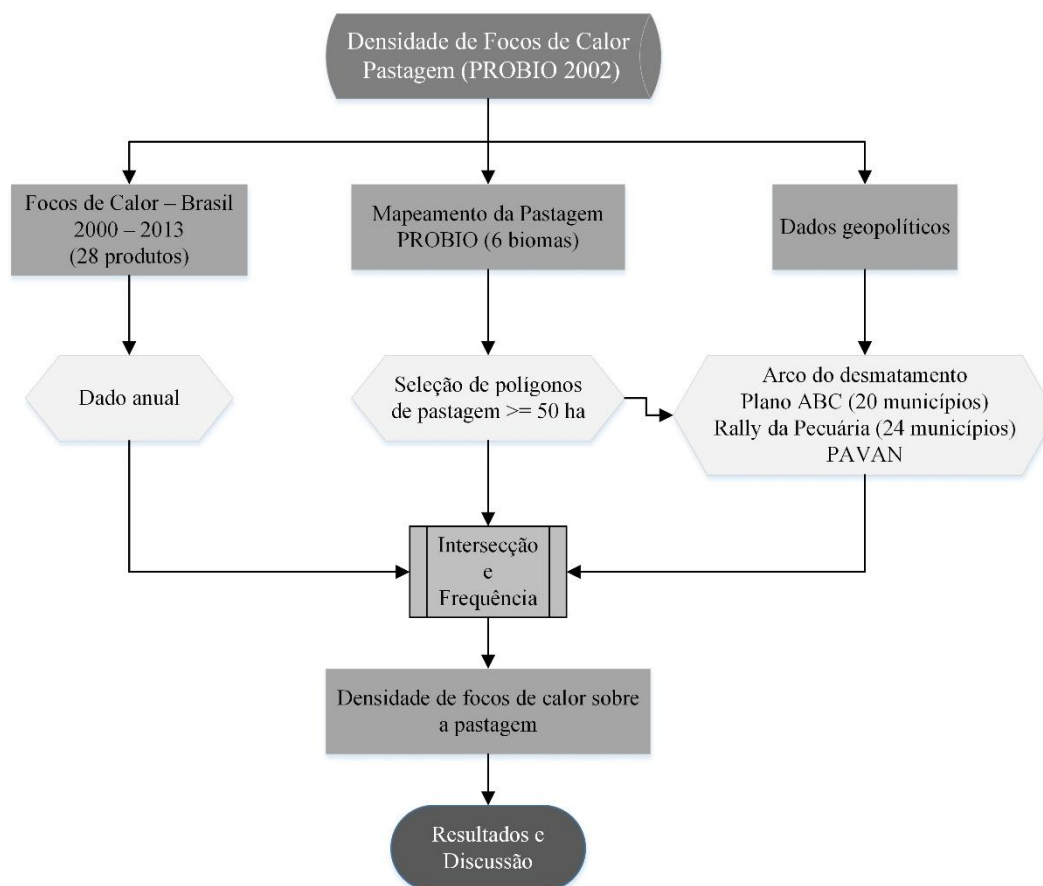 Densidade de Focos de Calor
Pastagem (PROBIO 2002)
Focos de Calor – Brasil
2000 – 2013
(28 produtos)
Mapeamento da Pastagem
PROBIO (6 biomas)
Dados geopolíticos
Dado anual
Seleção de polígonos
de pastagem >= 50 ha
Arco do desmatamento
Plano ABC (20 municípios)
Rally da Pecuária (24 municípios)
PAVAN
Intersecção
e
Frequência
Densidade de focos de calor sobre
a pastagem
Resultados e
Discussão